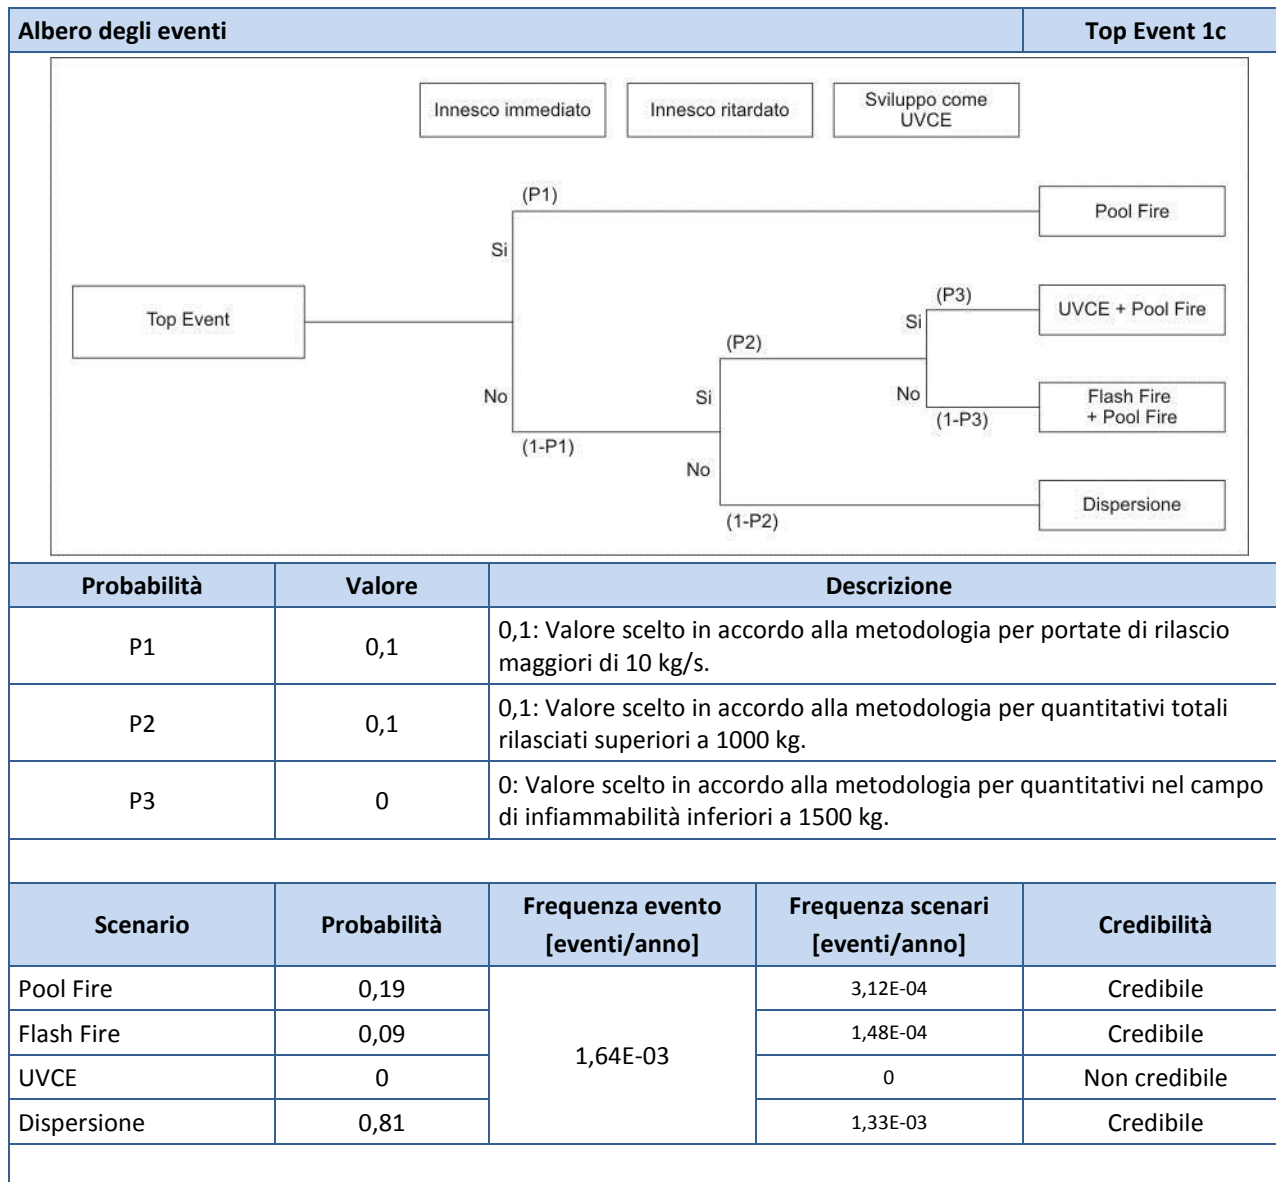 Albero degli eventi
Top Event 1c
Innesco immediato
Innesco ritardato
Sviluppo come
UVCE
(P1)
Pool Fire
Si
Top Event
(P3)
UVCE + Pool Fire
Si
(P2)
No
Si
No
Flash Fire
+ Pool Fire
(1-P3)
(1-P1)
No
Dispersione
(1-P2)
Probabilità
Valore
Descrizione
P1
0,1
0,1: Valore scelto in accordo alla metodologia per portate di rilascio
maggiori di 10 kg/s.
P2
0,1
0,1: Valore scelto in accordo alla metodologia per quantitativi totali
rilasciati superiori a 1000 kg.
P3
0
0: Valore scelto in accordo alla metodologia per quantitativi nel campo
di infiammabilità inferiori a 1500 kg.
Scenario
Probabilità
Frequenza evento
[eventi/anno]
Frequenza scenari
[eventi/anno]
Credibilità
Pool Fire
0,19
1,64E-03
3,12E-04
Credibile
Flash Fire
0,09
1,48E-04
Credibile
UVCE
0
0
Non credibile
Dispersione
0,81
1,33E-03
Credibile